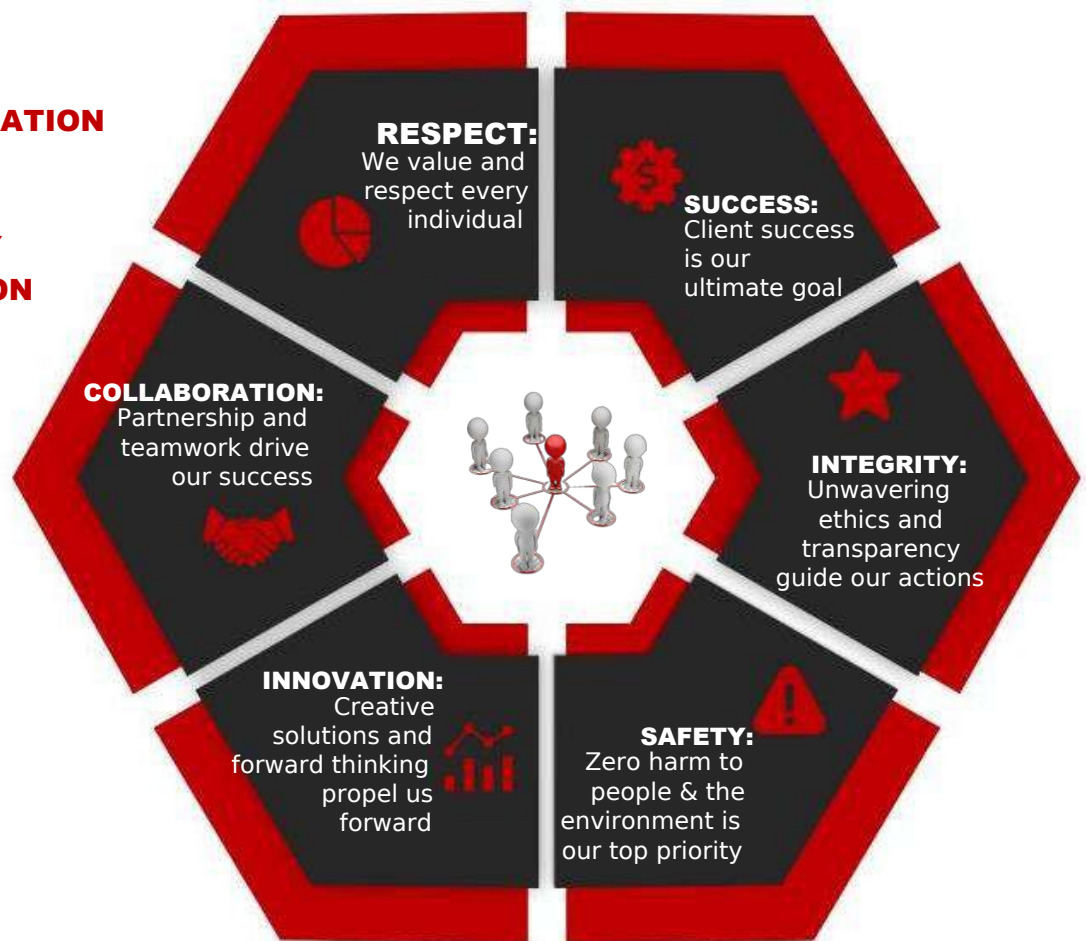 ATION
ON
RESPECT:
We value and
respect every
individual
SUCCESS:
Client success
is our
ultimate goal
COLLABORATION:
Partnership and
teamwork drive
our success
INTEGRITY:
Unwavering
ethics and
transparency
guide our actions
INNOVATION:
Creative
solutions and
forward thinking
propel us
forward
SAFETY:
Zero harm to
people & the
environment is
our top priority